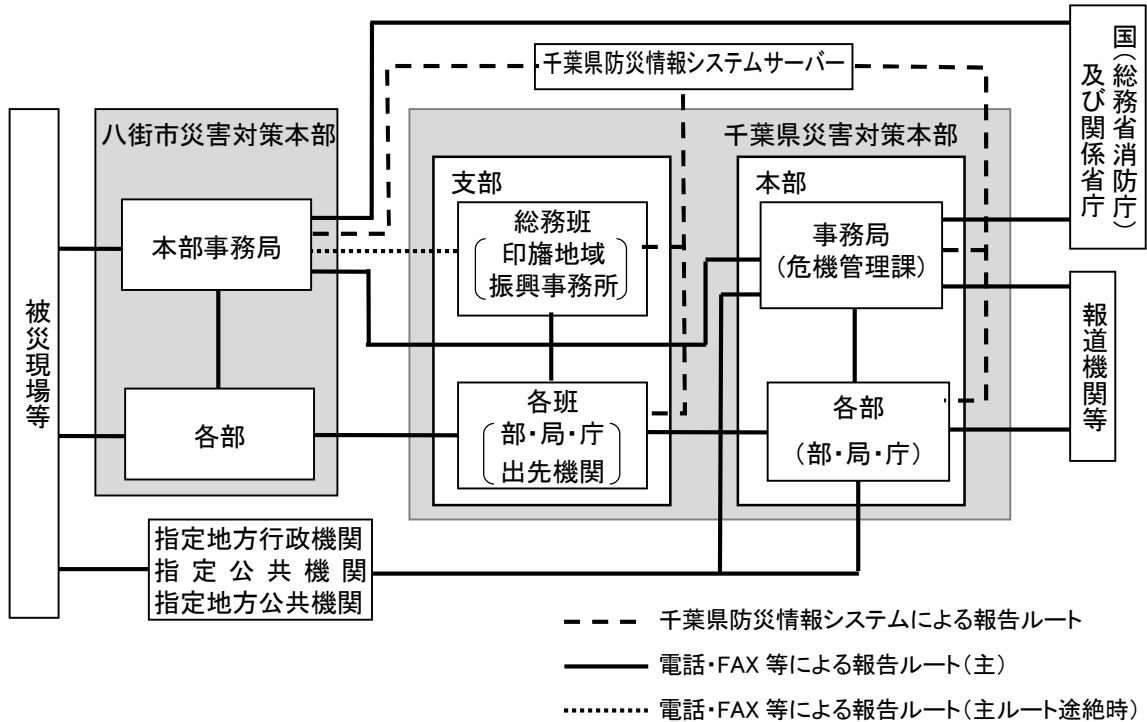 千葉県防災情報システムサーバー
国(総務省消防庁)
及び関係省庁
八街市災害対策本部
千葉県災害対策本部
支部
本部
本部事務局
総務班
印旛地域
振興事務所
事務局
(危機管理課)
被災現場等
報道機関等
各部
各班
部・局・庁
出先機関
各部
(部・局・庁)
指定地方行政機関
指定公共機関
指定地方公共機関
千葉県防災情報システムによる報告ルート
電話・FAX 等による報告ルート(主)
電話・FAX 等による報告ルート(主ルート途絶時)